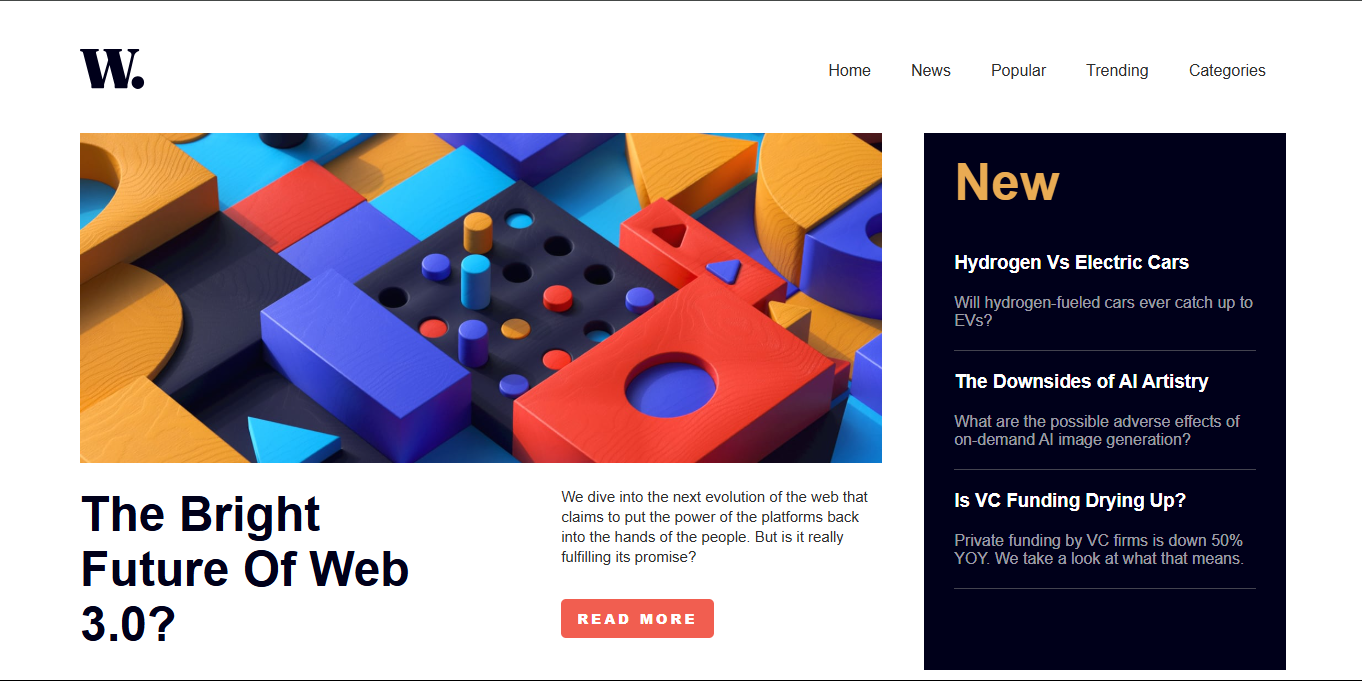 W.
Home News Popular Trending Categories
The Bright
Future Of Web
3.0?
We dive into the next evolution of the web that
claims to put the power of the platforms back
into the hands of the people. But is it really
fulfilling its promise?
READ MORE
New
Hydrogen Vs Electric Cars
Will hydrogen-fueled cars ever catch up to
EVs?
The Downsides of AI Artistry
What are the possible adverse effects of
on-demand AI image generation?
Is VC Funding Drying Up?
Private funding by VC firms is down 50%
YOY. We take a look at what that means.